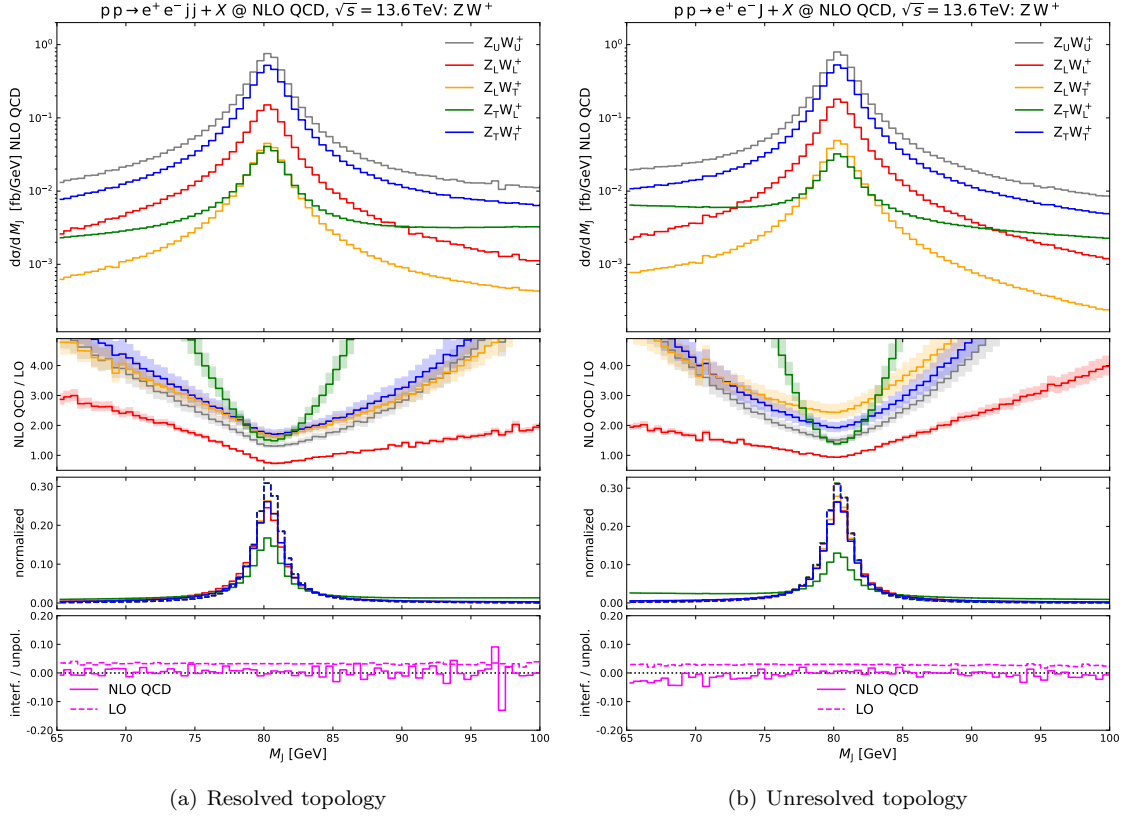 p p → e⁺ e⁻ j j + X @ NLO QCD, √s = 13.6 TeV: Z W⁺
10⁰
10⁻¹
10⁻²
10⁻³
dσ/d M_J [fb/GeV] NLO QCD
Z_U W_U⁺
Z_L W_L⁺
Z_L W_T⁺
Z_T W_L⁺
Z_T W_T⁺
4.00
3.00
2.00
1.00
NLO QCD / LO
0.30
0.20
0.10
0.00
normalized
0.20
0.10
0.00
-0.10
-0.20
interf. / unpol.
NLO QCD
LO
65 70 75 80 85 90 95 100
M_J [GeV]
(a) Resolved topology
p p → e⁺ e⁻ J + X @ NLO QCD, √s = 13.6 TeV: Z W⁺
10⁰
10⁻¹
10⁻²
10⁻³
dσ/d M_J [fb/GeV] NLO QCD
Z_U W_U⁺
Z_L W_L⁺
Z_L W_T⁺
Z_T W_L⁺
Z_T W_T⁺
4.00
3.00
2.00
1.00
NLO QCD / LO
0.30
0.20
0.10
0.00
normalized
0.20
0.10
0.00
-0.10
-0.20
interf. / unpol.
NLO QCD
LO
65 70 75 80 85 90 95 100
M_J [GeV]
(b) Unresolved topology